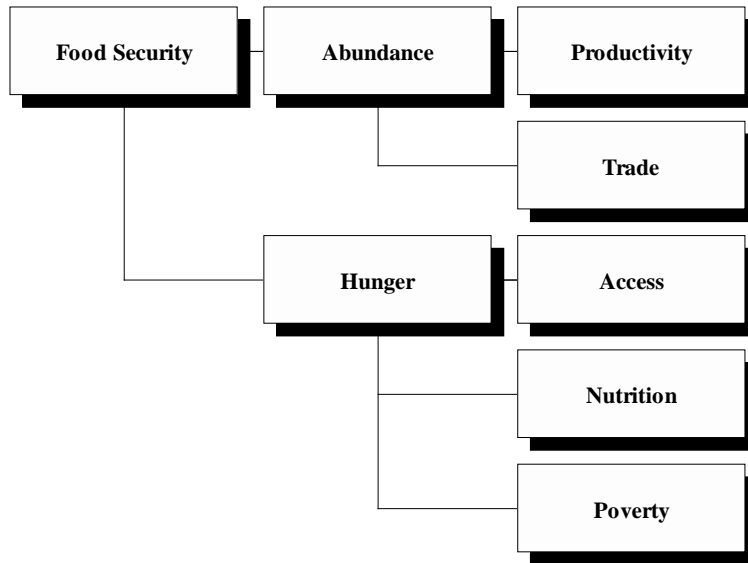 Food Security
Abundance
Productivity
Trade
Hunger
Access
Nutrition
Poverty